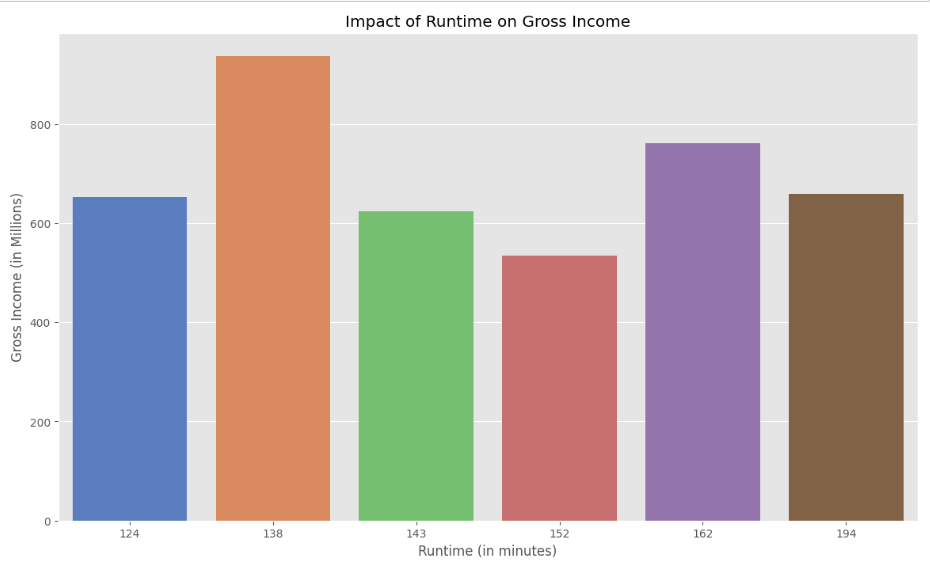 Impact of Runtime on Gross Income
Gross Income (in Millions)
800
600
400
200
0
124 138 143 152 162 194
Runtime (in minutes)